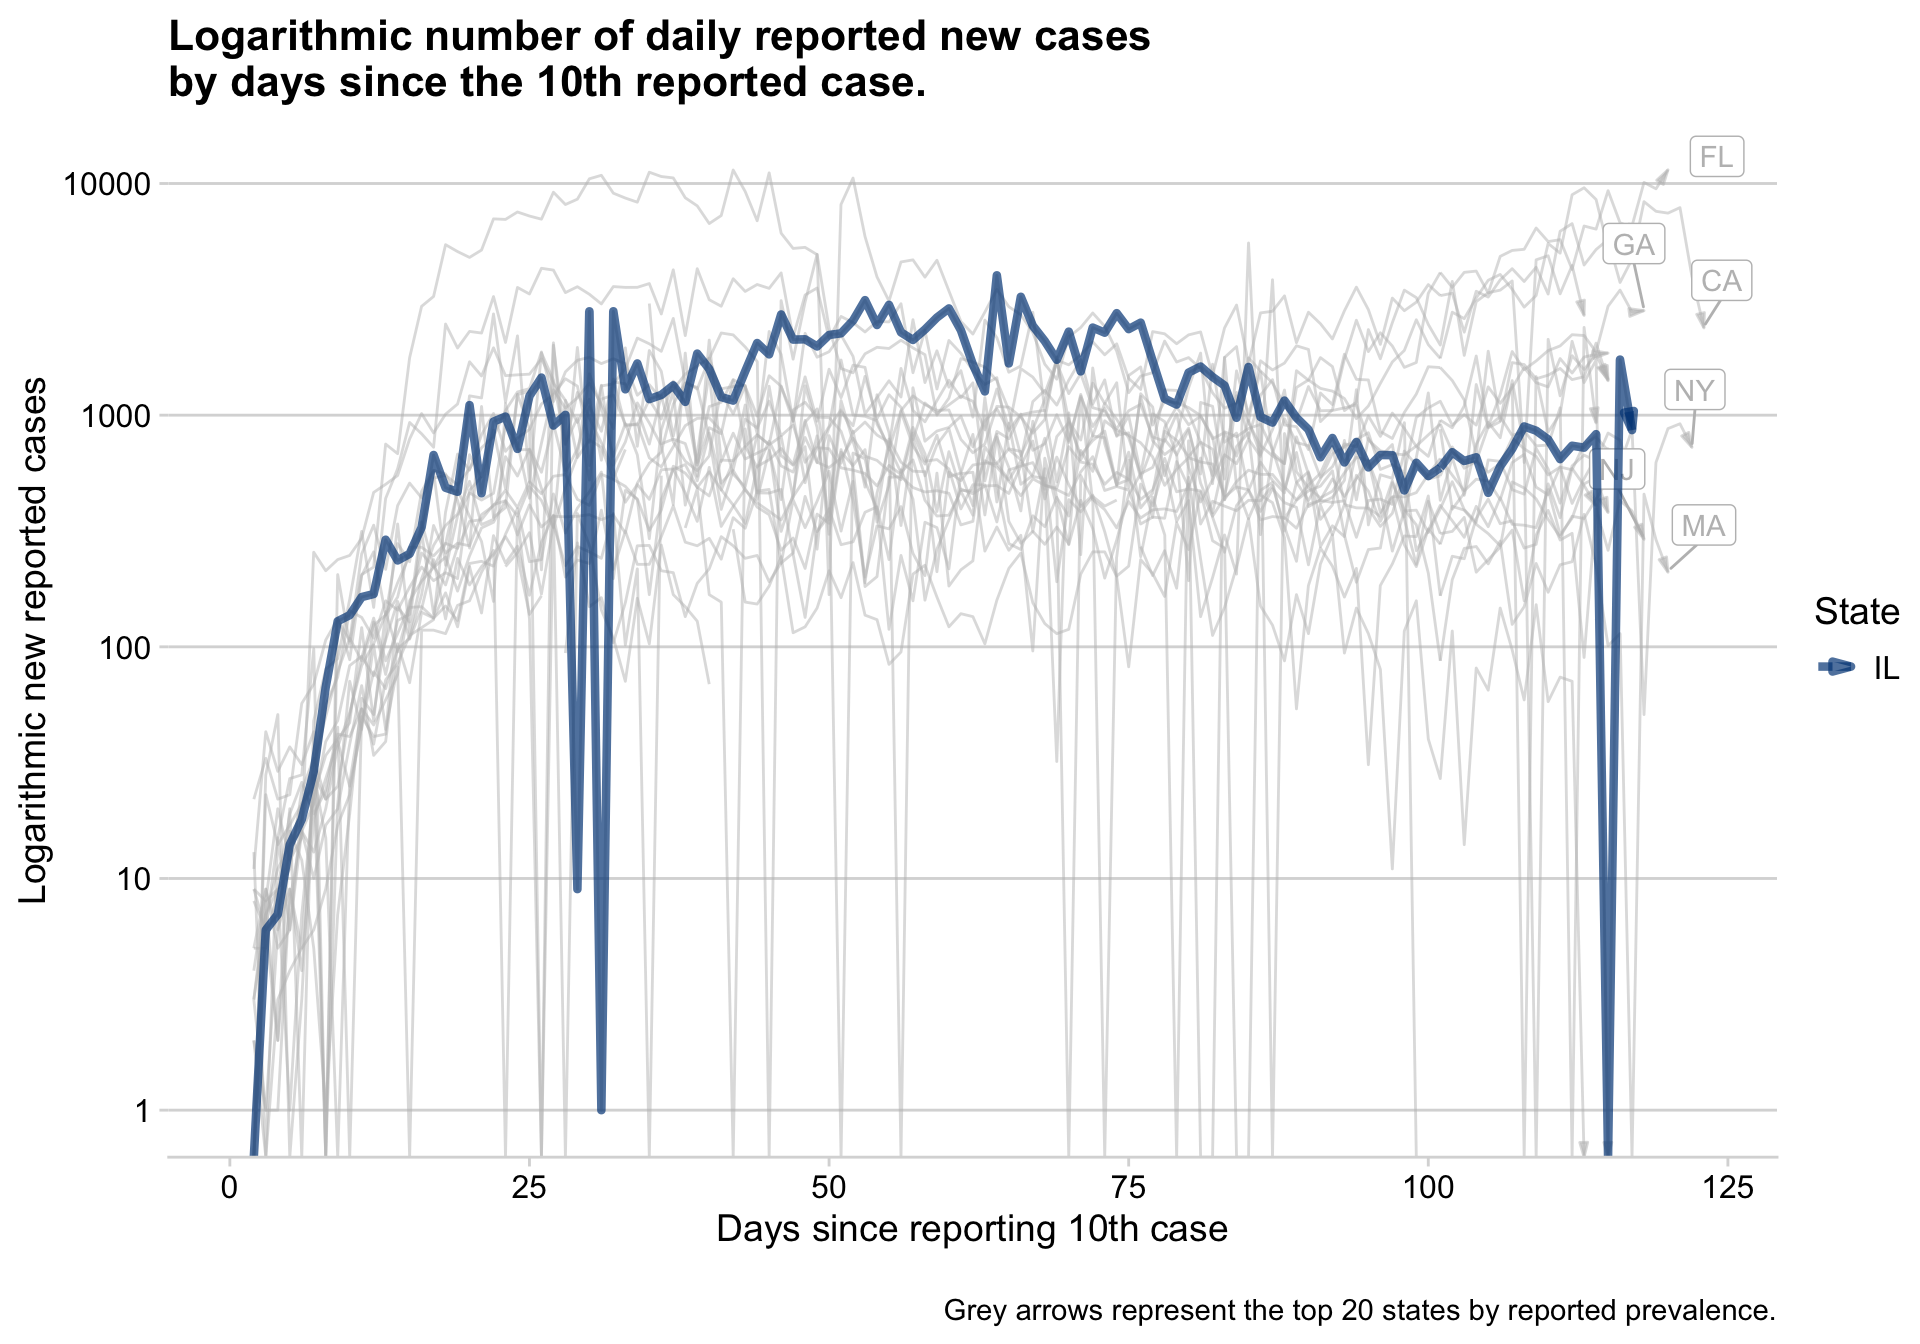 Logarithmic number of daily reported new cases
by days since the 10th reported case.
Logarithmic new reported cases
10000
1000
100
10
1
FL
GA
CA
NY
NJ
MA
State
IL
0
25
50
75
100
125
Days since reporting 10th case
Grey arrows represent the top 20 states by reported prevalence.